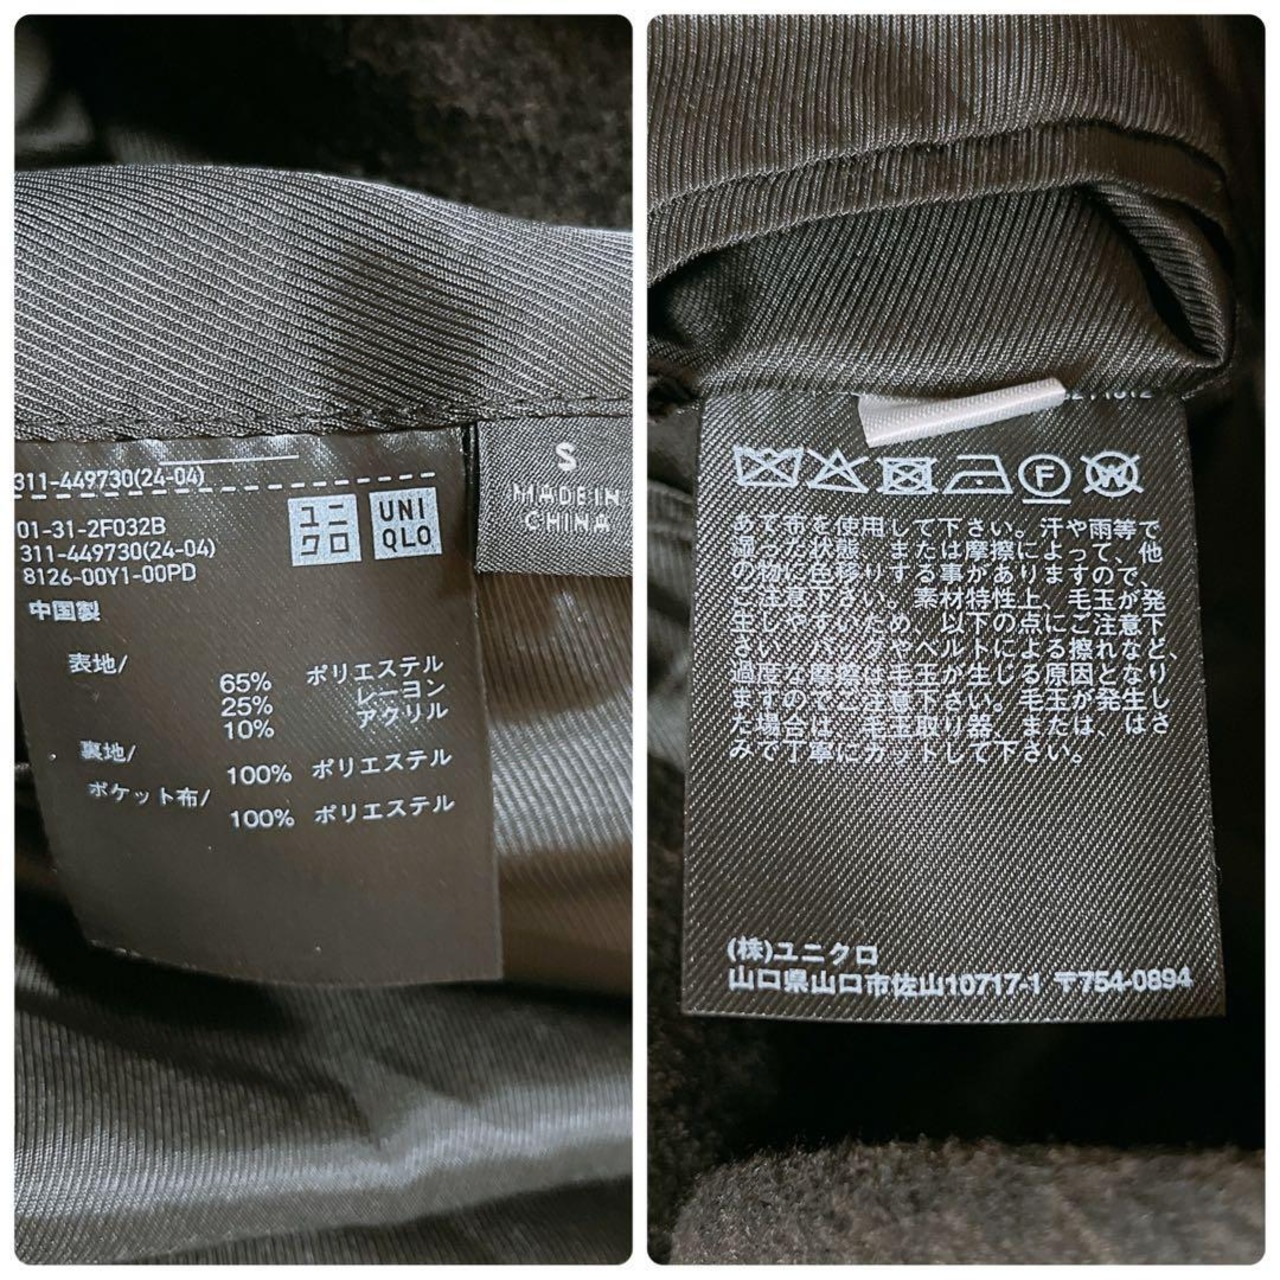 311-449730(24-04)
01-31-2F032B
311-449730(24-04)
8126-00Y1-00PD
ユニクロ
UNIQLO
S
MADE IN
CHINA
中国製
表地/
65% ポリエステル
25% レーヨン
10% アクリル
裏地/
100% ポリエステル
ポケット布/
100% ポリエステル
F
W
あて布を使用して下さい。汗や雨等で
湿った状態、または摩擦によって、他
の物に色移りする事がありますので、
ご注意下さい。素材特性上、毛玉が発
生しやすいため、以下の点にご注意下
さい。バッグやベルトによる擦れなど、
過度な摩擦は毛玉が生じる原因となり
ますのでご注意下さい。毛玉が発生し
た場合は、毛玉取り器、または、はさ
みで丁寧にカットして下さい。
(株)ユニクロ
山口県山口市佐山10717-1 〒754-0894